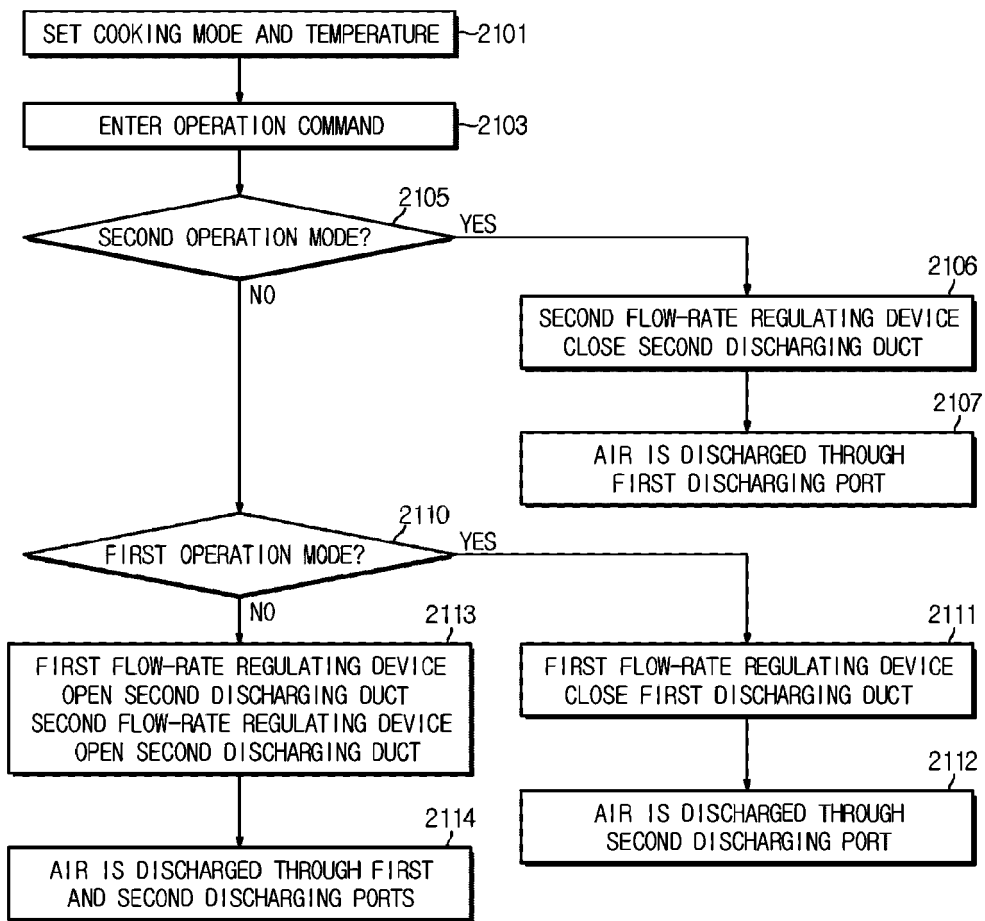 SET COOKING MODE AND TEMPERATURE
2101
ENTER OPERATION COMMAND
2103
2105
SECOND OPERATION MODE?
YES
NO
2106
SECOND FLOW-RATE REGULATING DEVICE
CLOSE SECOND DISCHARGING DUCT
2107
AIR IS DISCHARGED THROUGH
FIRST DISCHARGING PORT
2110
FIRST OPERATION MODE?
YES
NO
2113
FIRST FLOW-RATE REGULATING DEVICE
OPEN SECOND DISCHARGING DUCT
SECOND FLOW-RATE REGULATING DEVICE
OPEN SECOND DISCHARGING DUCT
2111
FIRST FLOW-RATE REGULATING DEVICE
CLOSE FIRST DISCHARGING DUCT
2112
AIR IS DISCHARGED THROUGH
SECOND DISCHARGING PORT
2114
AIR IS DISCHARGED THROUGH FIRST
AND SECOND DISCHARGING PORTS